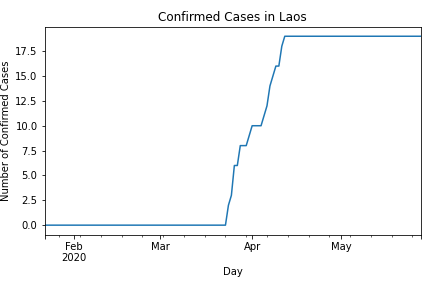 Confirmed Cases in Laos
Number of Confirmed Cases
17.5
15.0
12.5
10.0
7.5
5.0
2.5
0.0
Feb
2020
Mar
Apr
May
Day